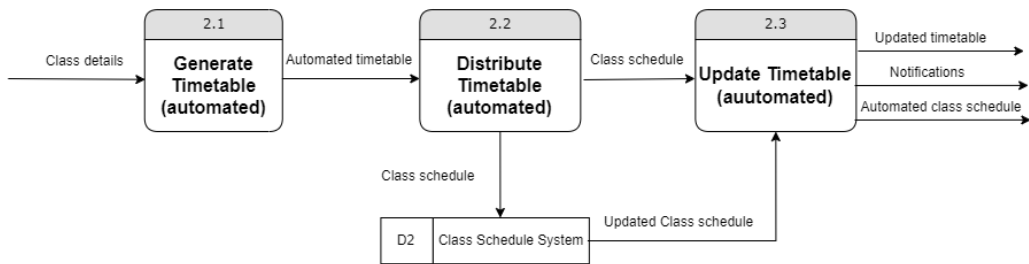 2.1
2.2
2.3
Class details
Generate
Timetable
(automated)
Automated timetable
Distribute
Timetable
(automated)
Class schedule
Update Timetable
(auutomated)
Updated timetable
Notifications
Automated class schedule
Class schedule
D2
Class Schedule System
Updated Class schedule